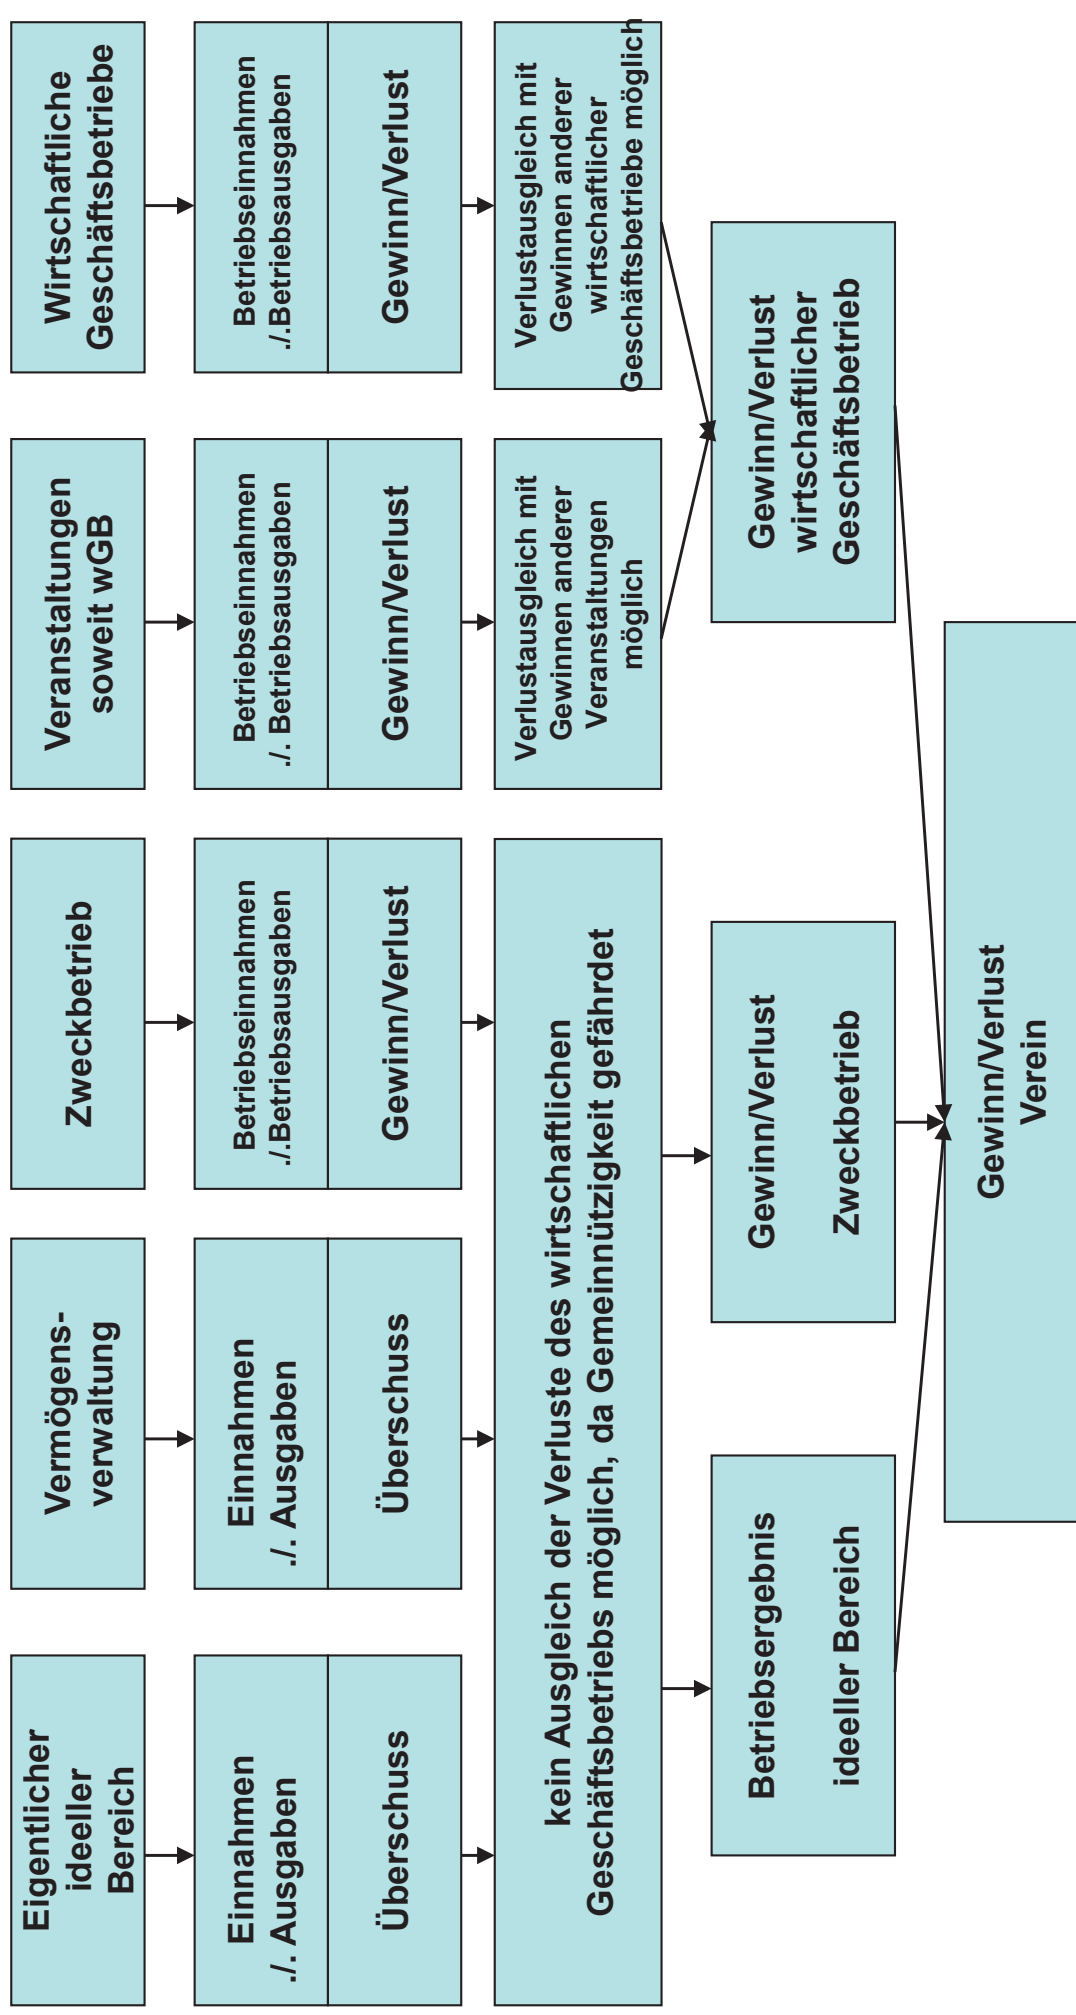 Eigentlicher
ideeller
Bereich
Vermögens-
verwaltung
Zweckbetrieb
Veranstaltungen
soweit wGB
Wirtschaftliche
Geschäftsbetriebe
Einnahmen
./. Ausgaben
Überschuss
Einnahmen
./. Ausgaben
Überschuss
Betriebseinnahmen
./.Betriebsausgaben
Gewinn/Verlust
Betriebseinnahmen
./. Betriebsausgaben
Gewinn/Verlust
Betriebseinnahmen
./.Betriebsausgaben
Gewinn/Verlust
kein Ausgleich der Verluste des wirtschaftlichen
Geschäftsbetriebs möglich, da Gemeinnützigkeit gefährdet
Verlustausgleich mit
Gewinnen anderer
Veranstaltungen
möglich
Verlustausgleich mit
Gewinnen anderer
wirtschaftlicher
Geschäftsbetriebe möglich
Betriebsergebnis
ideeller Bereich
Gewinn/Verlust
Zweckbetrieb
Gewinn/Verlust
wirtschaftlicher
Geschäftsbetrieb
Gewinn/Verlust
Verein